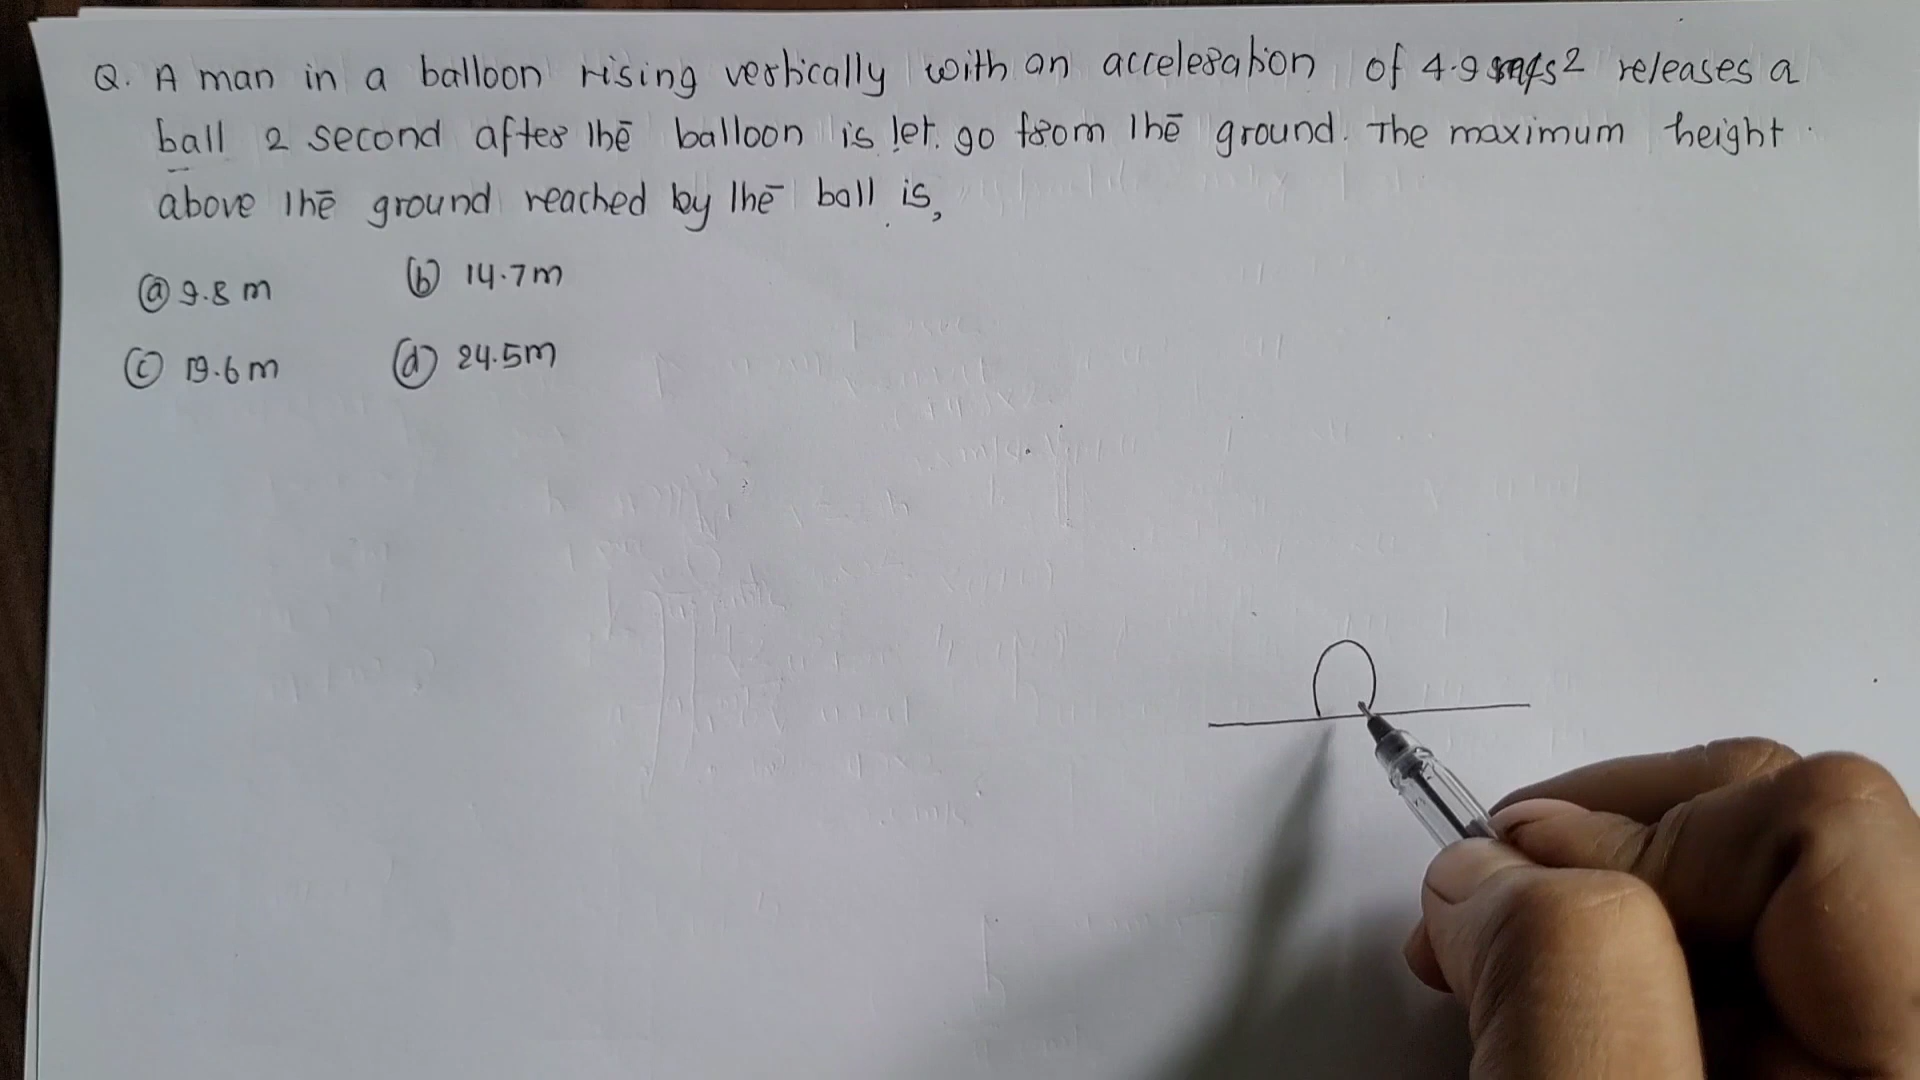 Q. A man in a balloon rising vertically with an acceleration of 4.9 m/s2 releases a
ball 2 second after the balloon is let go from the ground. The maximum height
above the ground reached by the ball is,
(a) 9.8 m (b) 14.7m
(c) 19.6m (d) 24.5m